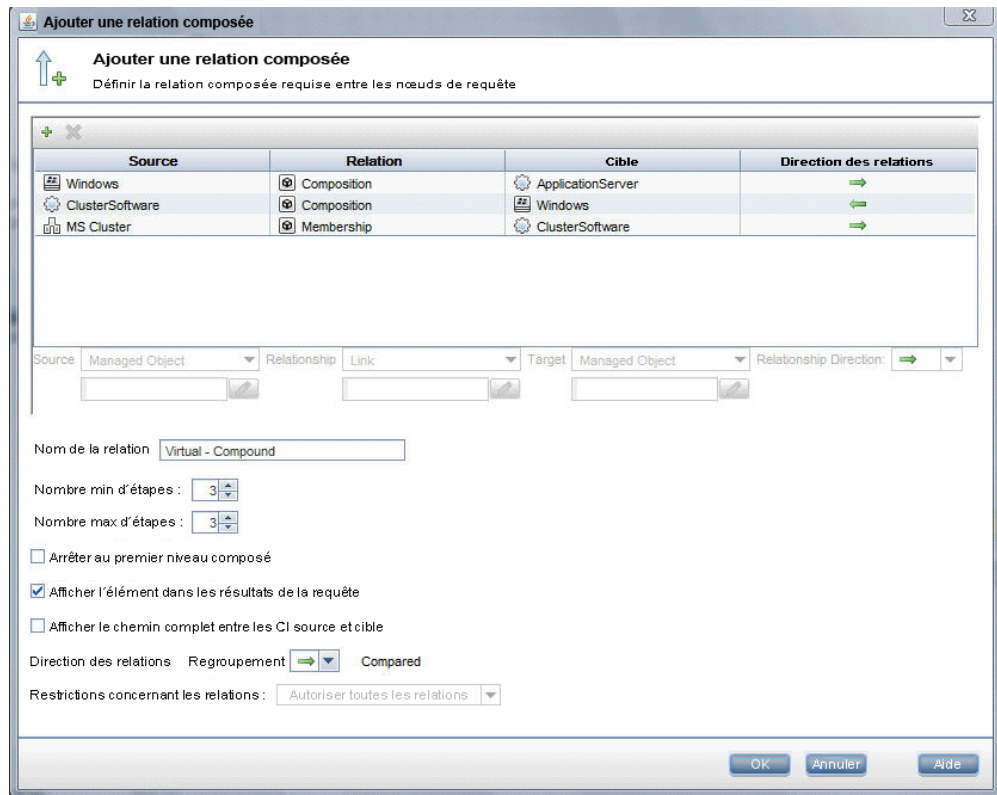 Ajouter une relation composée
Ajouter une relation composée
Définir la relation composée requise entre les nœuds de requête
Source Relation Cible Direction des relations
Windows Composition ApplicationServer
ClusterSoftware Composition Windows
MS Cluster Membership ClusterSoftware
Source Managed Object Relationship Link Target Managed Object Relationship Direction:
Nom de la relation Virtual - Compound
Nombre min d´étapes : 3
Nombre max d´étapes : 3
Arrêter au premier niveau composé
Afficher l´élément dans les résultats de la requête
Afficher le chemin complet entre les CI source et cible
Direction des relations Regroupement Compared
Restrictions concernant les relations : Autoriser toutes les relations
OK Annuler Aide